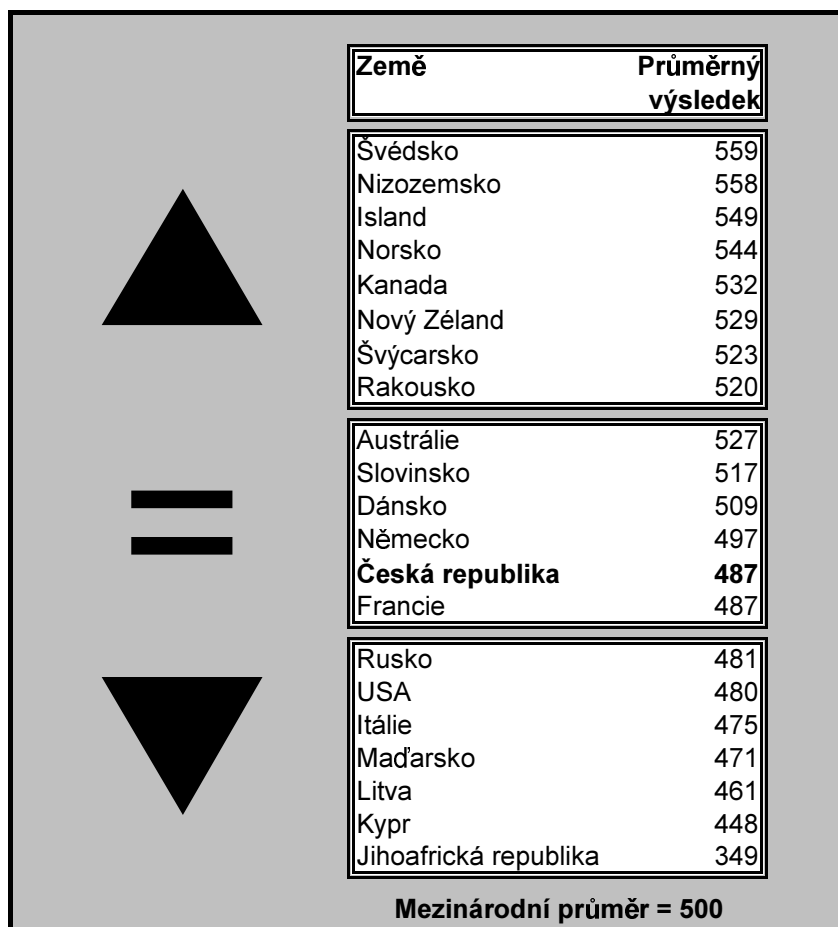 Země Průměrný
výsledek
Švédsko 559
Nizozemsko 558
Island 549
Norsko 544
Kanada 532
Nový Zéland 529
Švýcarsko 523
Rakousko 520
Austrálie 527
Slovinsko 517
Dánsko 509
Německo 497
Česká republika 487
Francie 487
Rusko 481
USA 480
Itálie 475
Maďarsko 471
Litva 461
Kypr 448
Jihoafrická republika 349
Mezinárodní průměr = 500